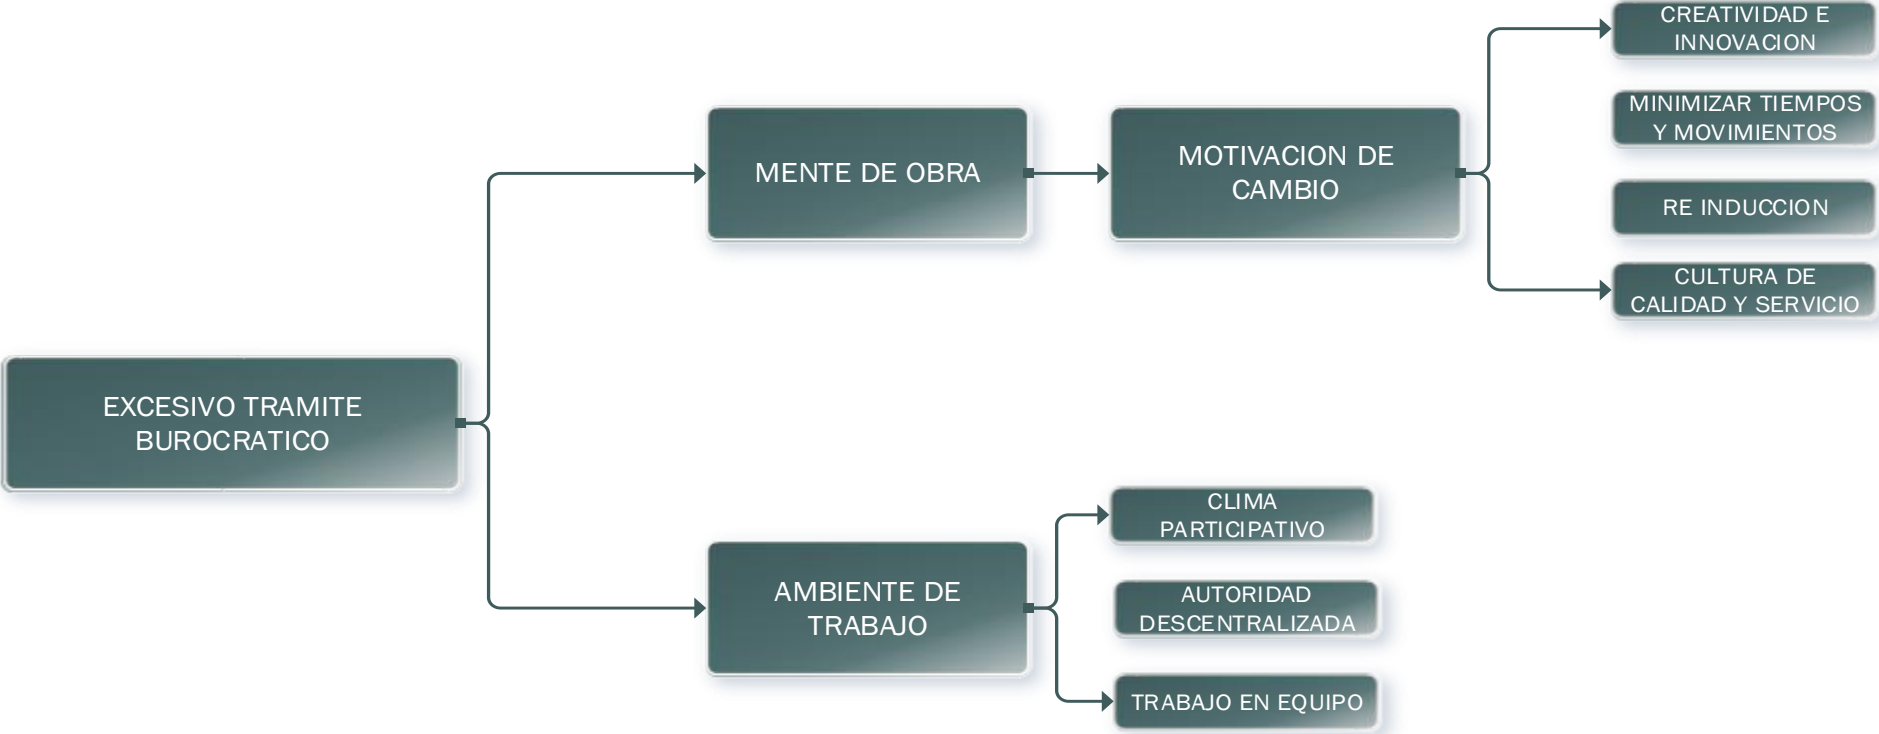 CREATIVIDAD E
INNOVACION
MINIMIZAR TIEMPOS
Y MOVIMIENTOS
MENTE DE OBRA
MOTIVACION DE
CAMBIO
RE INDUCCION
CULTURA DE
CALIDAD Y SERVICIO
EXCESIVO TRAMITE
BUROCRATICO
CLIMA
PARTICIPATIVO
AMBIENTE DE
TRABAJO
AUTORIDAD
DESCENTRALIZADA
TRABAJO EN EQUIPO